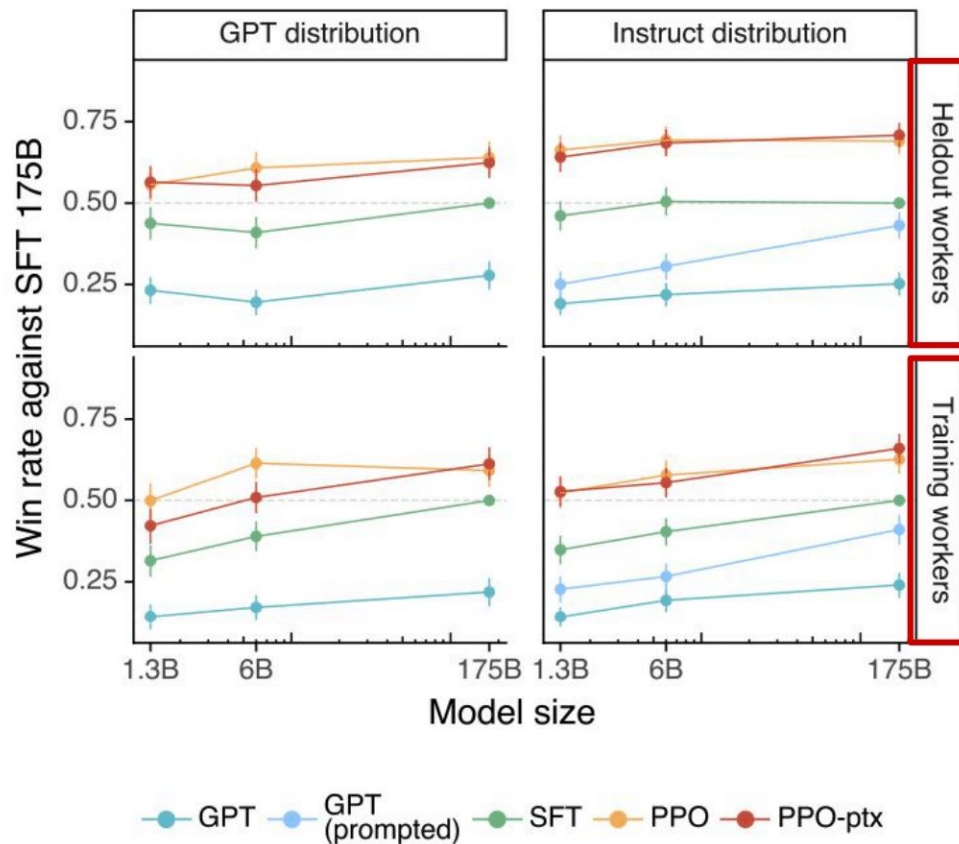 GPT distribution
Instruct distribution
Win rate against SFT 175B
0.75
0.50
0.25
Heldout workers
0.75
0.50
0.25
Training workers
1.3B 6B 175B
1.3B 6B 175B
Model size
GPT
GPT
(prompted)
SFT
PPO
PPO-ptx